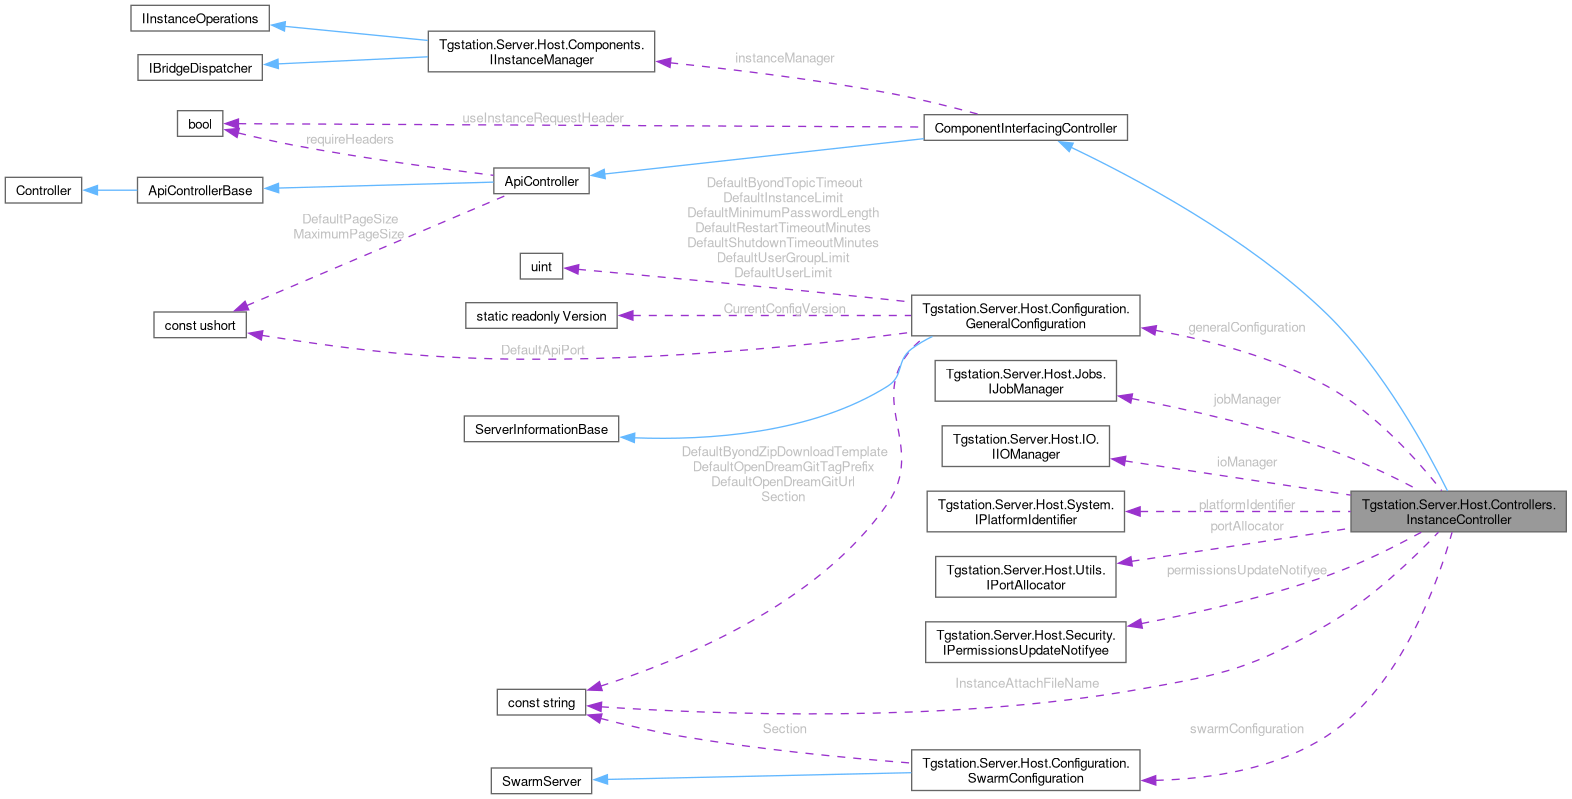 IInstanceOperations
Tgstation.Server.Host.Components.
IInstanceManager
instanceManager
IBridgeDispatcher
bool
useInstanceRequestHeader
ComponentInterfacingController
requireHeaders
Controller
ApiControllerBase
ApiController
DefaultPageSize
MaximumPageSize
DefaultByondTopicTimeout
DefaultInstanceLimit
DefaultMinimumPasswordLength
DefaultRestartTimeoutMinutes
DefaultShutdownTimeoutMinutes
DefaultUserGroupLimit
DefaultUserLimit
uint
const ushort
static readonly Version
CurrentConfigVersion
Tgstation.Server.Host.Configuration.
GeneralConfiguration
generalConfiguration
DefaultApiPort
Tgstation.Server.Host.Jobs.
IJobManager
jobManager
ServerInformationBase
DefaultByondZipDownloadTemplate
DefaultOpenDreamGitTagPrefix
DefaultOpenDreamGitUrl
Section
Tgstation.Server.Host.IO.
IIOManager
ioManager
Tgstation.Server.Host.System.
IPlatformIdentifier
platformIdentifier
Tgstation.Server.Host.Controllers.
InstanceController
portAllocator
Tgstation.Server.Host.Utils.
IPortAllocator
permissionsUpdateNotifyee
Tgstation.Server.Host.Security.
IPermissionsUpdateNotifyee
const string
InstanceAttachFileName
Section
swarmConfiguration
Tgstation.Server.Host.Configuration.
SwarmConfiguration
SwarmServer